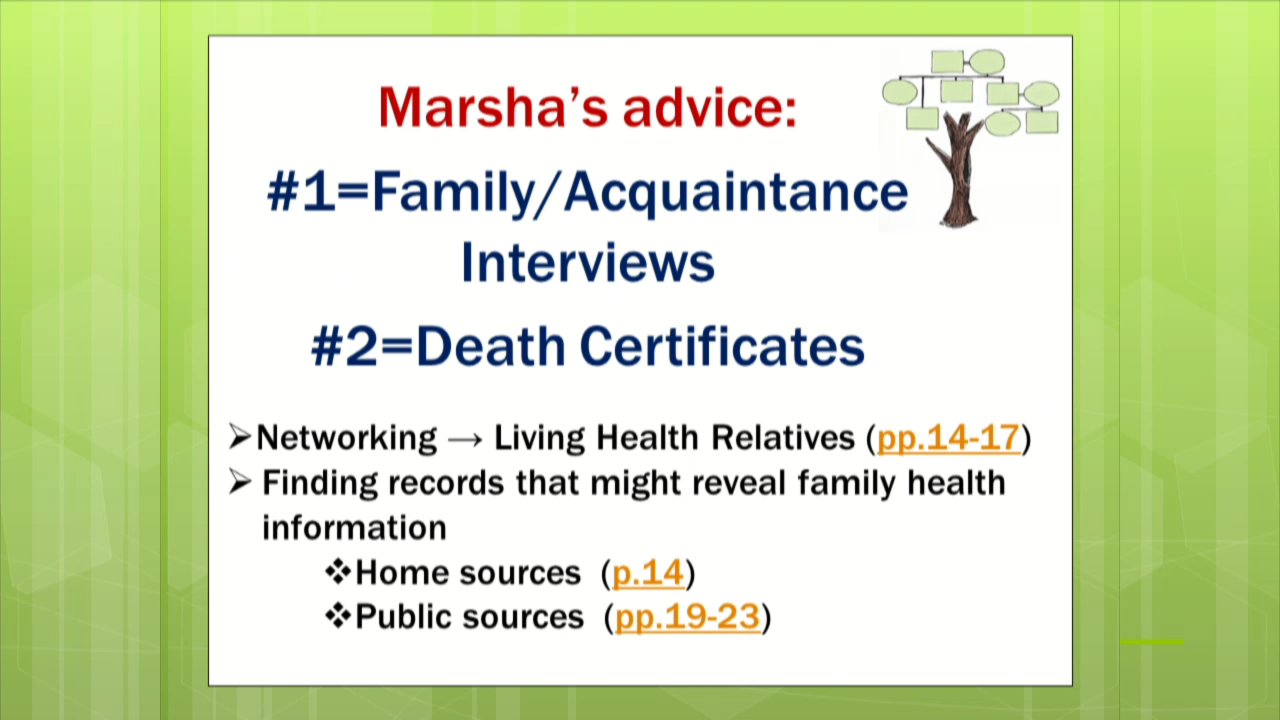 Marsha’s advice:
#1=Family/Acquaintance
Interviews
#2=Death Certificates
➢Networking → Living Health Relatives (pp.14-17)
➢ Finding records that might reveal family health
information
❖Home sources (p.14)
❖Public sources (pp.19-23)